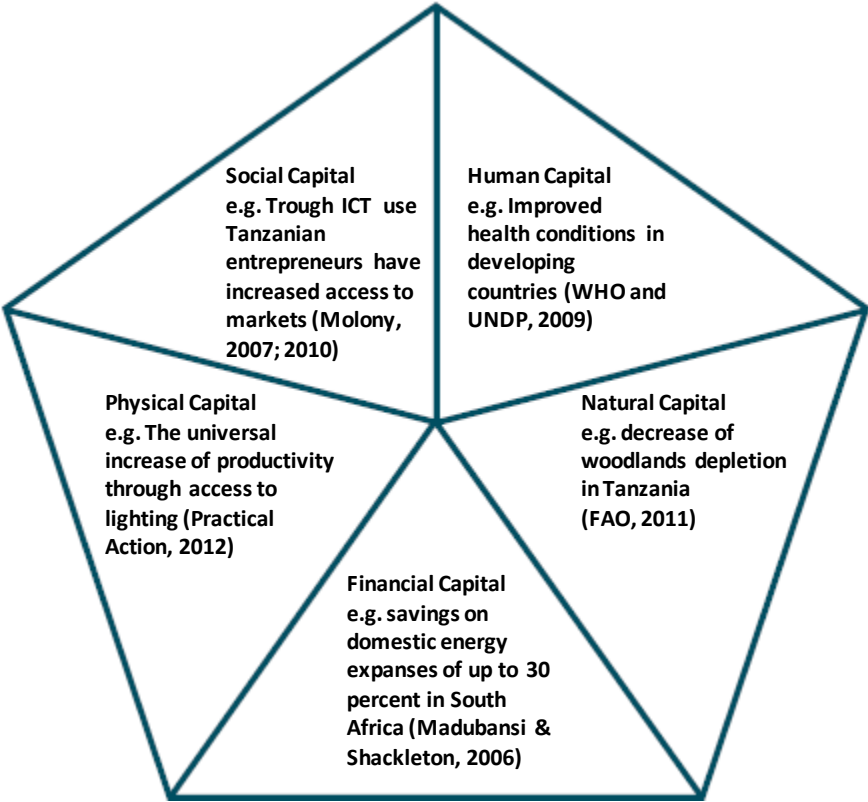 Social Capital
e.g. Trough ICT use
Tanzanian
entrepreneurs have
increased access to
markets (Molony,
2007; 2010)
Human Capital
e.g. Improved
health conditions in
developing
countries (WHO and
UNDP, 2009)
Physical Capital
e.g. The universal
increase of productivity
through access to
lighting (Practical
Action, 2012)
Natural Capital
e.g. decrease of
woodlands depletion
in Tanzania
(FAO, 2011)
Financial Capital
e.g. savings on
domestic energy
expanses of up to 30
percent in South
Africa (Madubansi &
Shackleton, 2006)